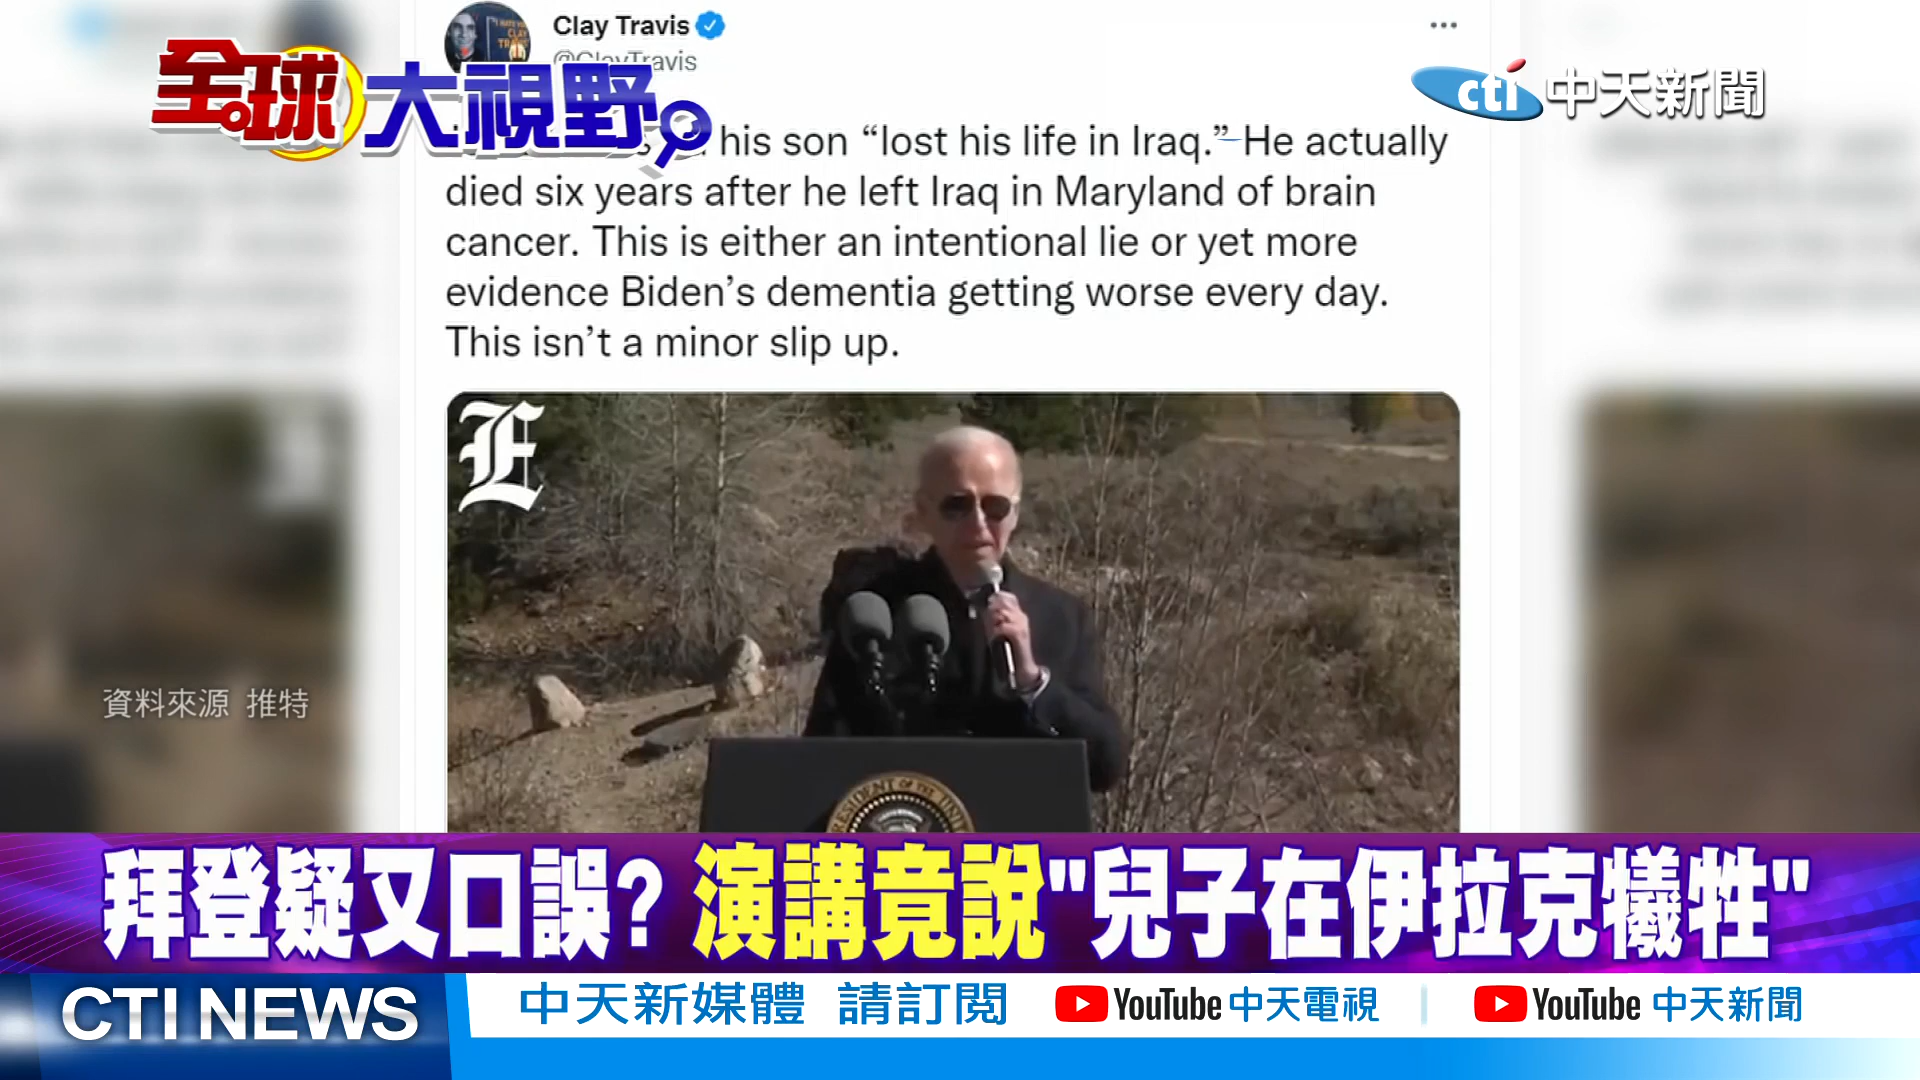 Clay Travis
@ClayTravis
全球大視野
cti 中天新聞
his son “lost his life in Iraq.” He actually
died six years after he left Iraq in Maryland of brain
cancer. This is either an intentional lie or yet more
evidence Biden’s dementia getting worse every day.
This isn’t a minor slip up.
E
資料來源 推特
拜登疑又口誤? 演講竟說"兒子在伊拉克犧牲"
CTI NEWS
中天新媒體 請訂閱 YouTube 中天電視 | YouTube 中天新聞